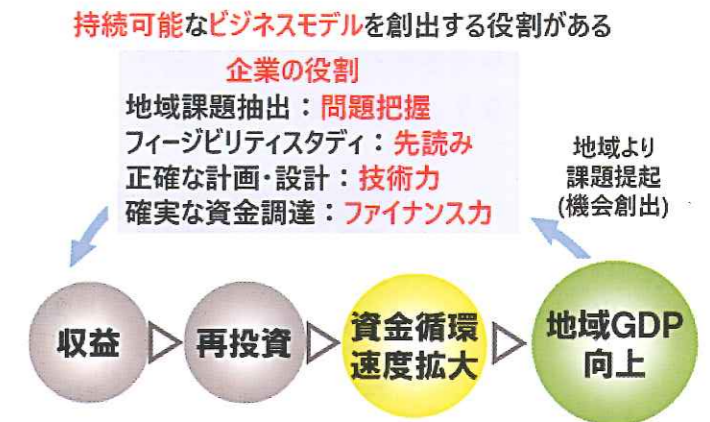 持続可能なビジネスモデルを創出する役割がある
企業の役割
地域課題抽出：問題把握
フィージビリティスタディ：先読み
正確な計画・設計：技術力
確実な資金調達：ファイナンス力
地域より
課題提起
(機会創出)
収益
再投資
資金循環
速度拡大
地域GDP
向上